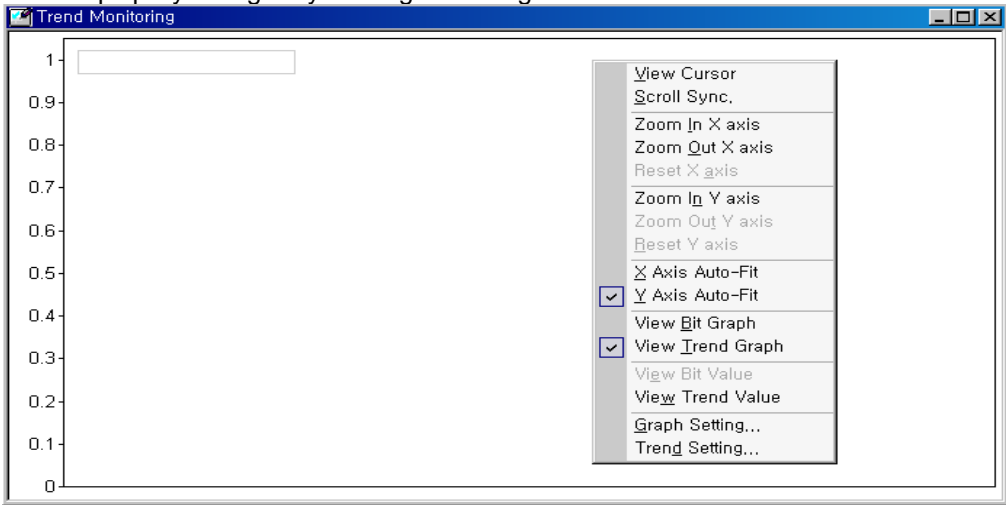 Trend Monitoring
1
0.9
0.8
0.7
0.6
0.5
0.4
0.3
0.2
0.1
0
View Cursor
Scroll Sync.
Zoom In X axis
Zoom Out X axis
Reset X axis
Zoom In Y axis
Zoom Out Y axis
Reset Y axis
X Axis Auto-Fit
Y Axis Auto-Fit
View Bit Graph
View Trend Graph
View Bit Value
View Trend Value
Graph Setting...
Trend Setting...